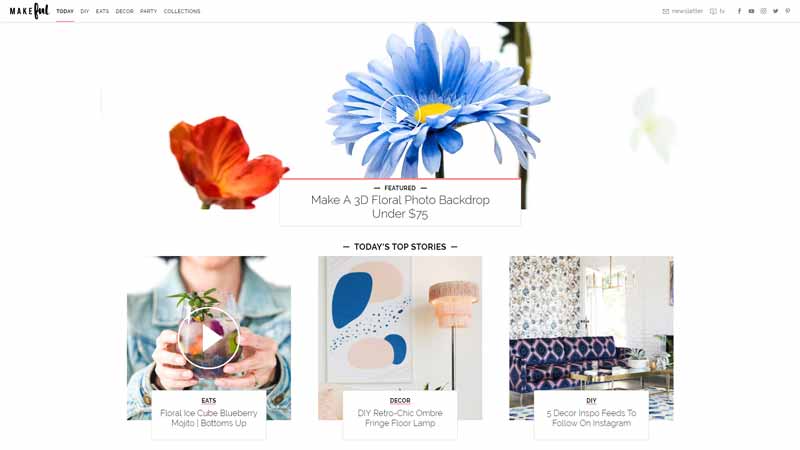 MAKEful
TODAY DIY EATS DECOR PARTY COLLECTIONS
newsletter tv
FEATURED
Make A 3D Floral Photo Backdrop
Under $75
TODAY'S TOP STORIES
EATS
Floral Ice Cube Blueberry
Mojito | Bottoms Up
DECOR
DIY Retro-Chic Ombre
Fringe Floor Lamp
DIY
5 Decor Inspo Feeds To
Follow On Instagram